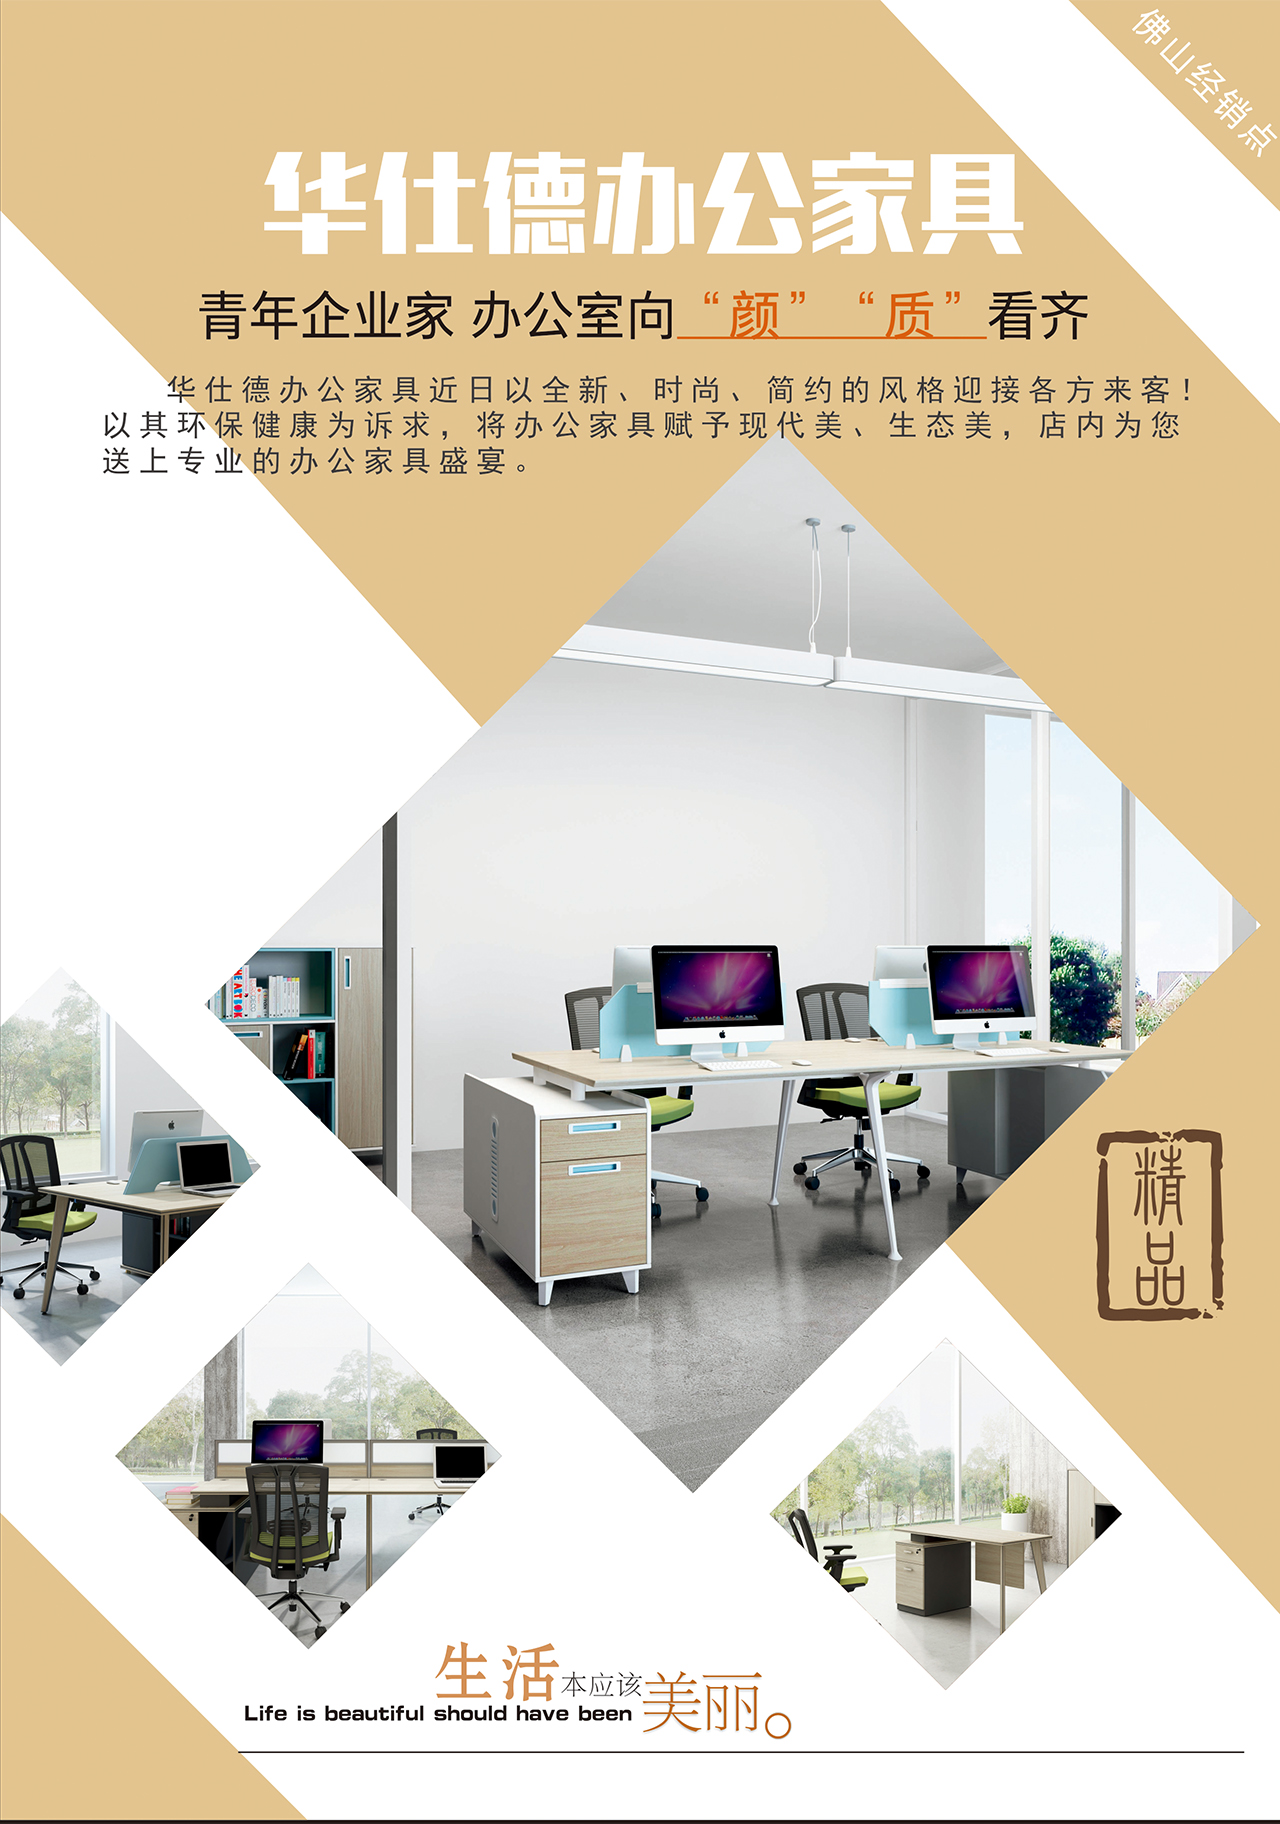 佛山经销点
华仕德办公家具
青年企业家 办公室向“颜”“质”看齐
华仕德办公家具近日以全新、时尚、简约的风格迎接各方来客!
以其环保健康为诉求，将办公家具赋予现代美、生态美，店内为您
送上专业的办公家具盛宴。
精品
生活本应该美丽。
Life is beautiful should have been